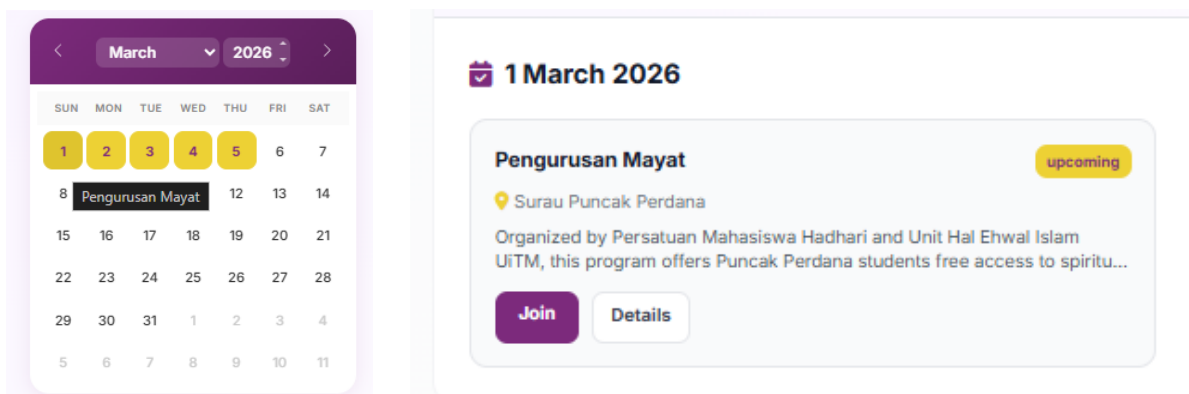 March 2026
SUN MON TUE WED THU FRI SAT
1 2 3 4 5 6 7
8 Pengurusan Mayat 12 13 14
15 16 17 18 19 20 21
22 23 24 25 26 27 28
29 30 31 1 2 3 4
5 6 7 8 9 10 11
1 March 2026
Pengurusan Mayat
upcoming
Surau Puncak Perdana
Organized by Persatuan Mahasiswa Hadhari and Unit Hal Ehwal Islam
UiTM, this program offers Puncak Perdana students free access to spiritu...
Join Details